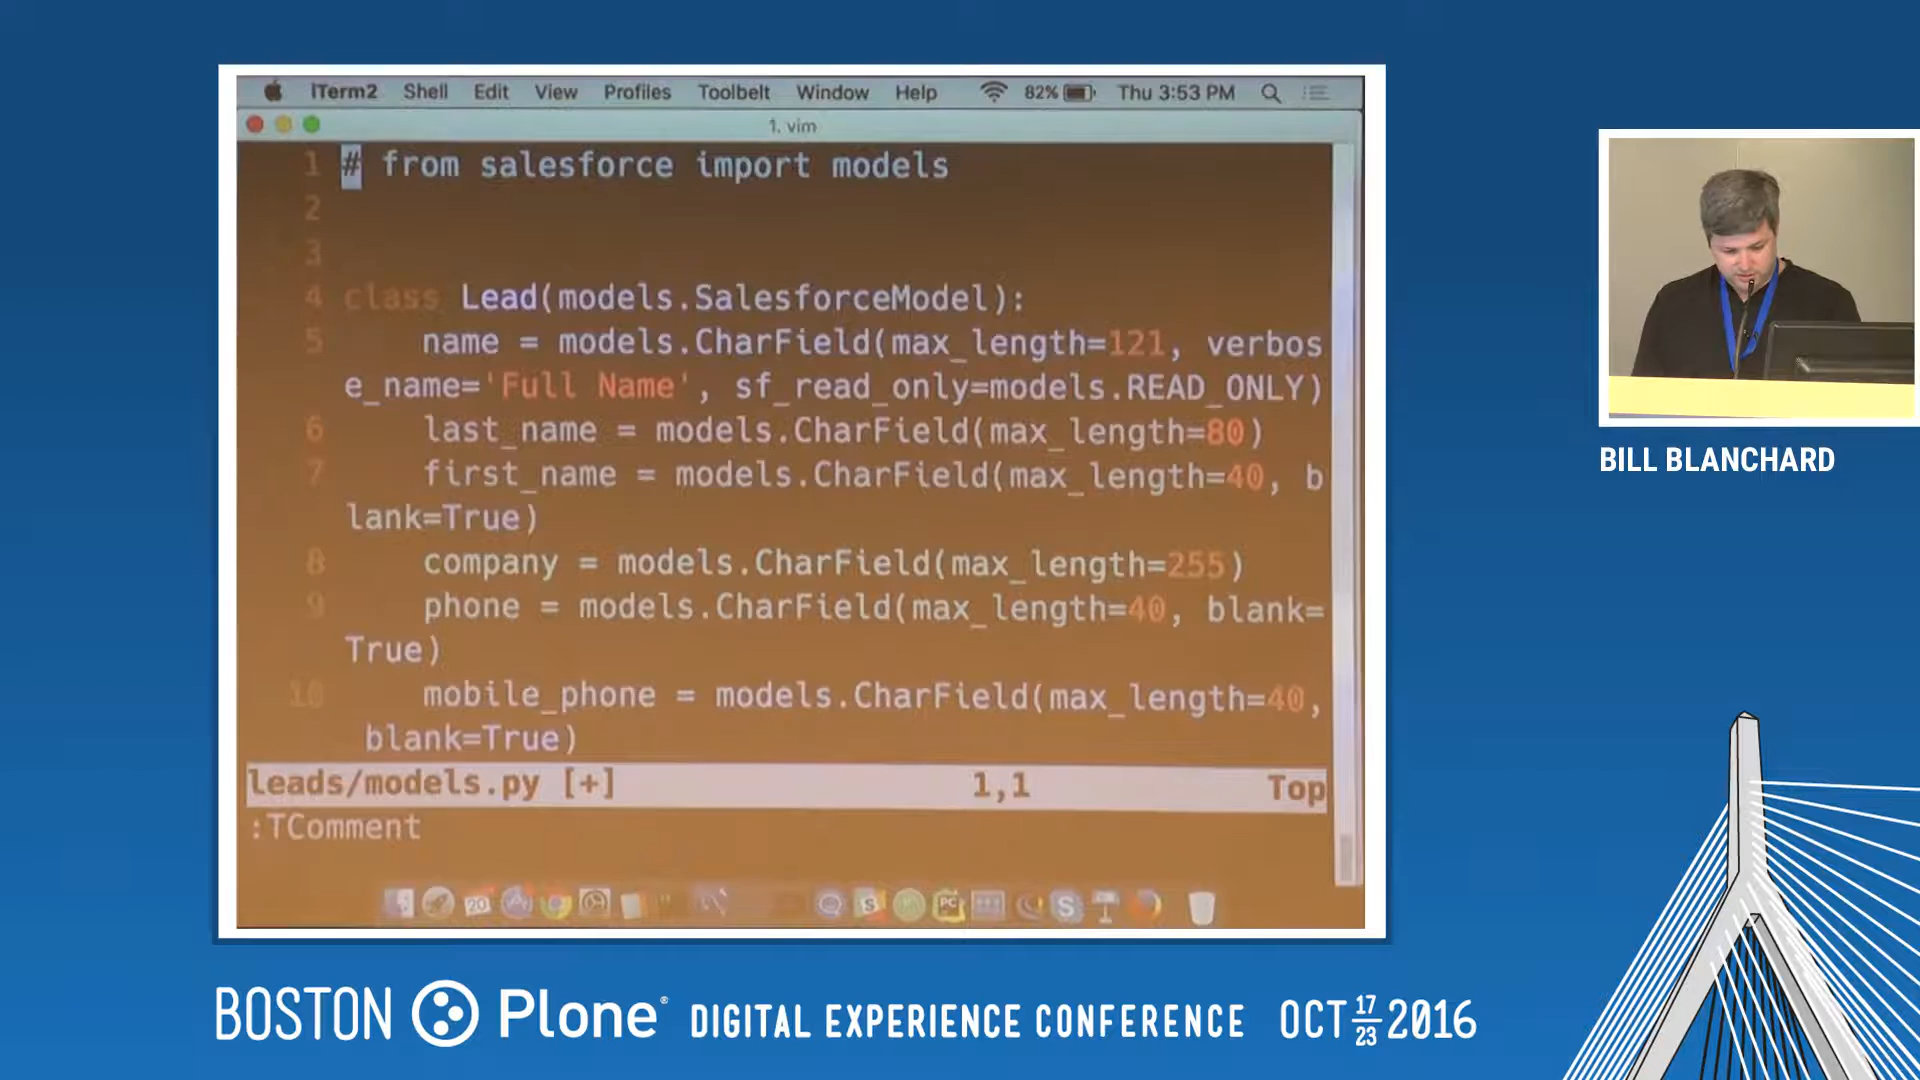 iTerm2 Shell Edit View Profiles Toolbelt Window Help 82% Thu 3:53 PM
1. vim
1 # from salesforce import models
2
3
4 class Lead(models.SalesforceModel):
5 name = models.CharField(max_length=121, verbos
e_name='Full Name', sf_read_only=models.READ_ONLY)
6 last_name = models.CharField(max_length=80)
7 first_name = models.CharField(max_length=40, b
lank=True)
8 company = models.CharField(max_length=255)
9 phone = models.CharField(max_length=40, blank=
True)
10 mobile_phone = models.CharField(max_length=40,
blank=True)
leads/models.py [+] 1,1 Top
:TComment
20
PC
S
BILL BLANCHARD
BOSTON Plone® DIGITAL EXPERIENCE CONFERENCE OCT 17 23 2016